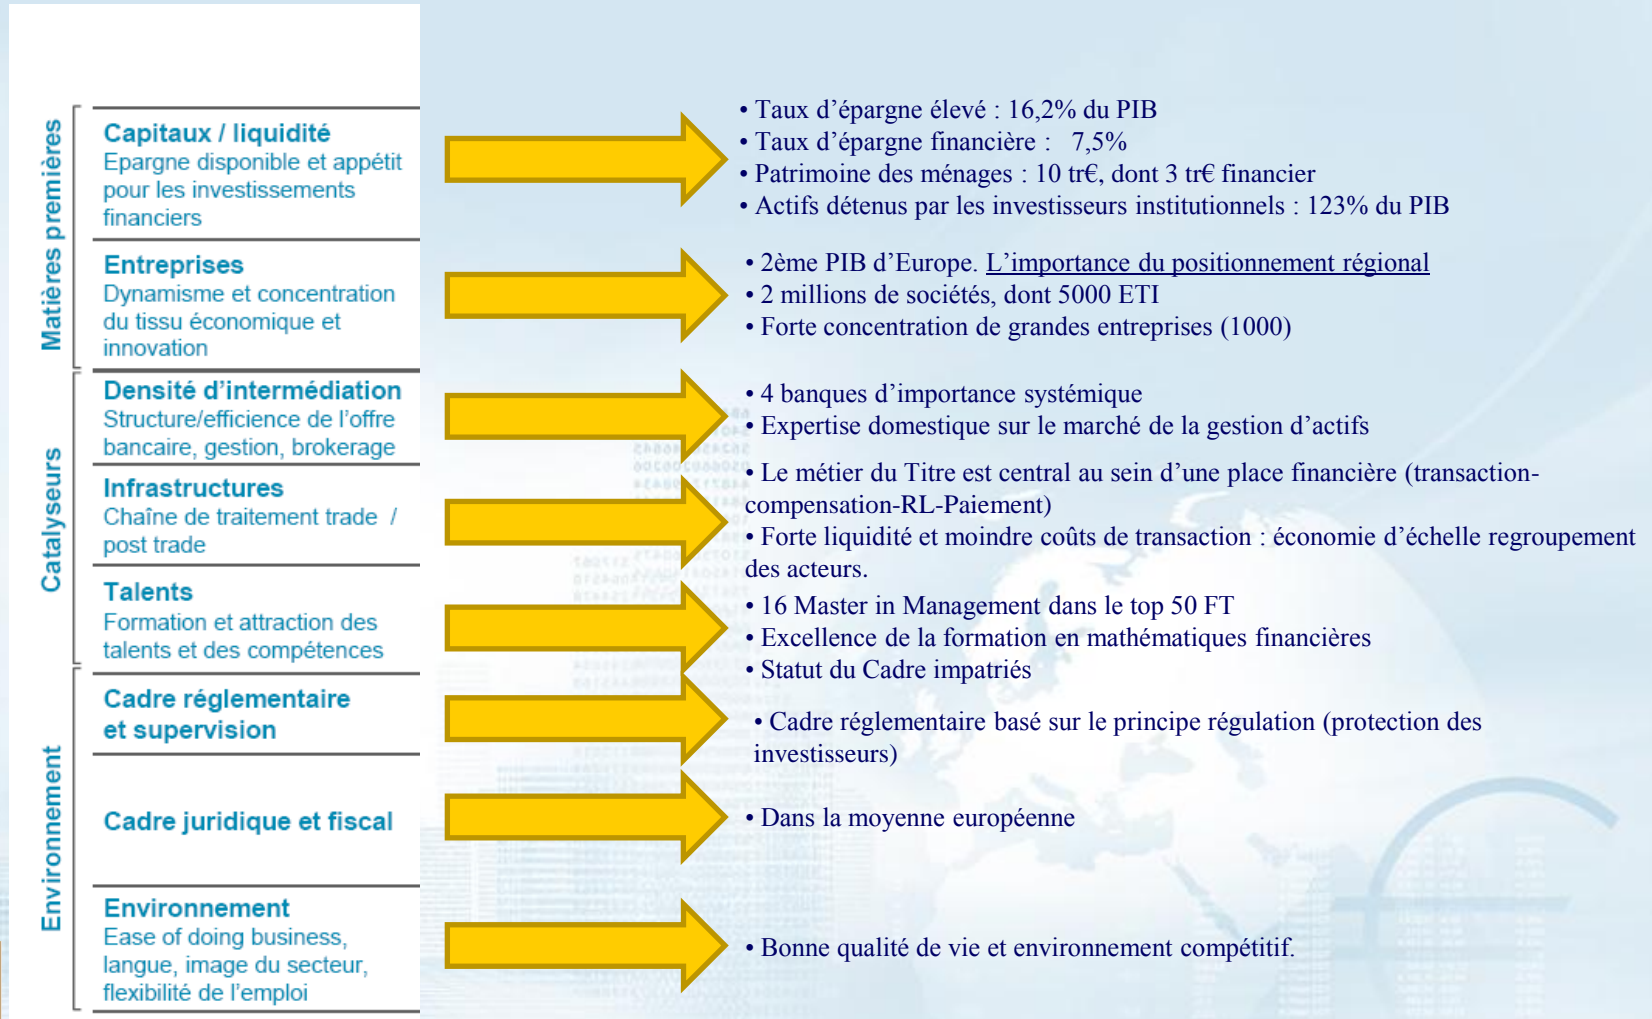 Matières premières
Capitaux / liquidité
Epargne disponible et appétit
pour les investissements
financiers
• Taux d’épargne élevé : 16,2% du PIB
• Taux d’épargne financière : 7,5%
• Patrimoine des ménages : 10 tr€, dont 3 tr€ financier
• Actifs détenus par les investisseurs institutionnels : 123% du PIB
Entreprises
Dynamisme et concentration
du tissu économique et
innovation
• 2ème PIB d’Europe. L’importance du positionnement régional
• 2 millions de sociétés, dont 5000 ETI
• Forte concentration de grandes entreprises (1000)
Catalyseurs
Densité d’intermédiation
Structure/efficience de l’offre
bancaire, gestion, brokerage
• 4 banques d’importance systémique
• Expertise domestique sur le marché de la gestion d’actifs
Infrastructures
Chaîne de traitement trade /
post trade
• Le métier du Titre est central au sein d’une place financière (transaction-
compensation-RL-Paiement)
• Forte liquidité et moindre coûts de transaction : économie d’échelle regroupement
des acteurs.
Talents
Formation et attraction des
talents et des compétences
• 16 Master in Management dans le top 50 FT
• Excellence de la formation en mathématiques financières
• Statut du Cadre impatriés
Environnement
Cadre réglementaire
et supervision
• Cadre réglementaire basé sur le principe régulation (protection des
investisseurs)
Cadre juridique et fiscal
• Dans la moyenne européenne
Environnement
Ease of doing business,
langue, image du secteur,
flexibilité de l’emploi
• Bonne qualité de vie et environnement compétitif.